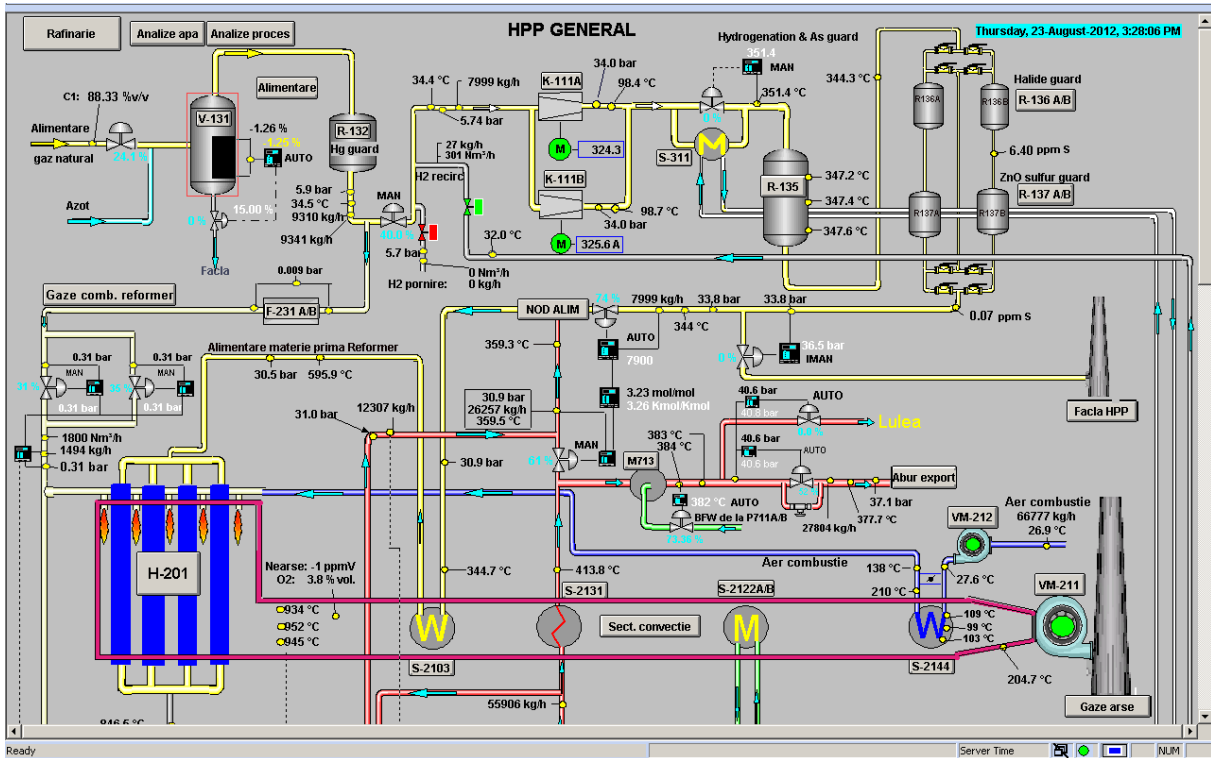 Rafinarie
Analize apa
Analize proces
HPP GENERAL
Thursday, 23-August-2012, 3:28:06 PM
Hydrogenation & As guard
351.4
MAN
C1: 88.33 %v/v
Alimentare
gaz natural
24.1 %
Azot
V-131
-1.26 %
-1.25 %
AUTO
15.00 %
0 %
Facla
Alimentare
R-132
Hg guard
5.9 bar
34.5 °C
9310 kg/h
9341 kg/h
MAN
40.0 %
34.4 °C
7999 kg/h
5.74 bar
27 kg/h
301 Nm³/h
H2 recirc
5.7 bar
0 Nm³/h
H2 pornire:
0 kg/h
32.0 °C
K-111A
34.0 bar
98.4 °C
M
324.3
K-111B
98.7 °C
34.0 bar
M
325.6 A
0 %
351.4 °C
S-311
M
R-135
347.2 °C
347.4 °C
347.6 °C
344.3 °C
R136A
R136B
Halide guard
R-136 A/B
6.40 ppm S
ZnO sulfur guard
R-137 A/B
R137A
R137B
0.07 ppm S
0.009 bar
Gaze comb. reformer
F-231 A/B
NOD ALIM
71 %
7999 kg/h
33,8 bar
344 °C
33.8 bar
AUTO
7900
0 %
36.5 bar
IMAN
Facla HPP
0.31 bar
MAN
0.31 bar
MAN
0.31 bar
0.31 bar
Alimentare materie prima Reformer
30.5 bar
595.9 °C
359.3 °C
1800 Nm³/h
1494 kg/h
0.31 bar
31.0 bar
12307 kg/h
30.9 bar
26257 kg/h
359.5 °C
30.9 bar
3.23 mol/mol
3.26 Kmol/Kmol
MAN
61 %
M713
383 °C
384 °C
40.6 bar
AUTO
40.8 bar
Lulea
40.6 bar
AUTO
40.6 bar
Abur export
37.1 bar
377.7 °C
27804 kg/h
382 °C
AUTO
BFW de la P711A/B
73.36 %
Aer combustie
66777 kg/h
26.9 °C
VM-212
27.6 °C
Aer combustie
138 °C
210 °C
VM-211
H-201
Nearse: -1 ppmV
O2: 3.8 % vol.
934 °C
952 °C
945 °C
344.7 °C
W
S-2103
413.8 °C
S-2131
Sect. convectie
S-2122A/B
M
W
S-2144
109 °C
99 °C
103 °C
204.7 °C
Gaze arse
55906 kg/h
Ready
Server Time
NUM